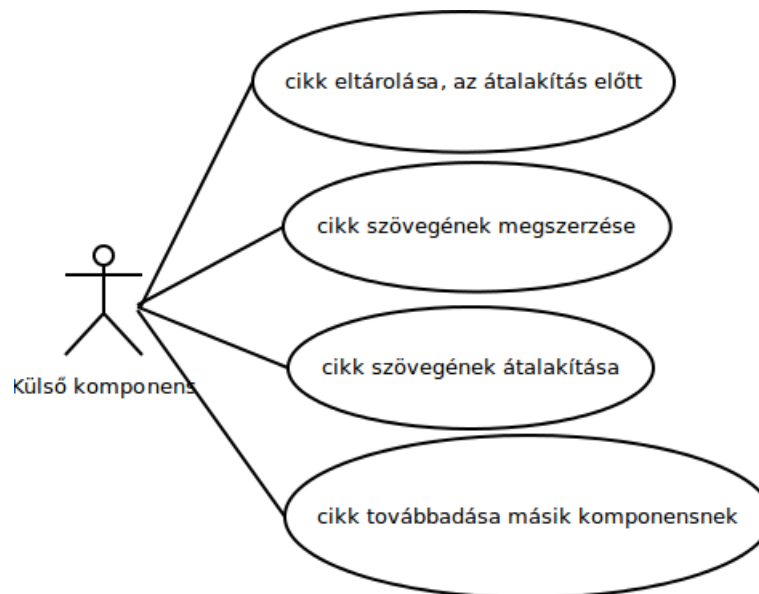 cikk eltárolása, az átalakítás előtt
cikk szövegének megszerzése
cikk szövegének átalakítása
Külső komponens
cikk továbbadása másik komponensnek